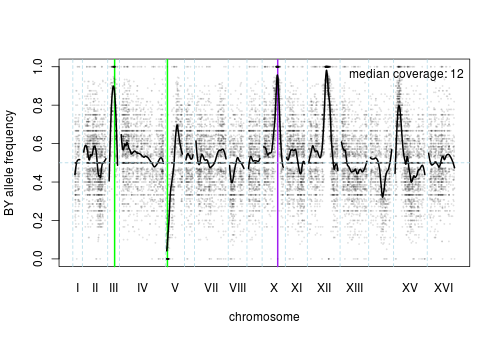 median coverage: 12
BY allele frequency
1.0
0.8
0.6
0.4
0.2
0.0
I II III IV V VII VIII X XI XII XIII XV XVI
chromosome